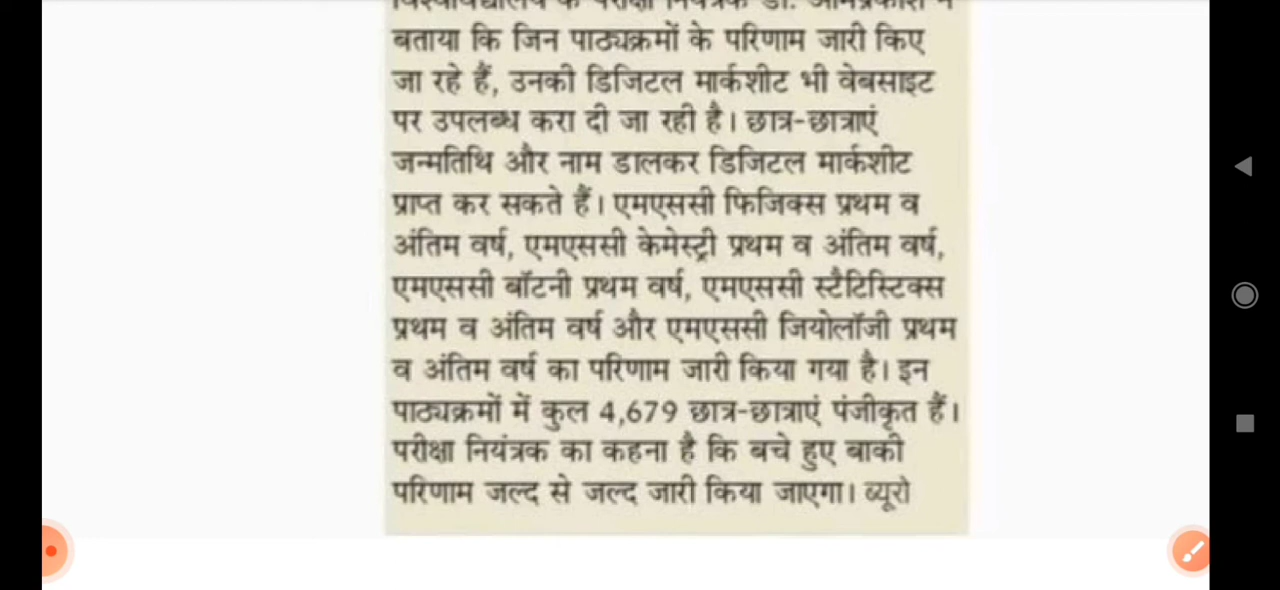 बताया कि जिन पाठ्यक्रमों के परिणाम जारी किए
जा रहे हैं, उनकी डिजिटल मार्कशीट भी वेबसाइट
पर उपलब्ध करा दी जा रही है। छात्र-छात्राएं
जन्मतिथि और नाम डालकर डिजिटल मार्कशीट
प्राप्त कर सकते हैं। एमएससी फिजिक्स प्रथम व
अंतिम वर्ष, एमएससी केमेस्ट्री प्रथम व अंतिम वर्ष,
एमएससी बॉटनी प्रथम वर्ष, एमएससी स्टैटिस्टिक्स
प्रथम व अंतिम वर्ष और एमएससी जियोलॉजी प्रथम
व अंतिम वर्ष का परिणाम जारी किया गया है। इन
पाठ्यक्रमों में कुल 4,679 छात्र-छात्राएं पंजीकृत हैं।
परीक्षा नियंत्रक का कहना है कि बचे हुए बाकी
परिणाम जल्द से जल्द जारी किया जाएगा। ब्यूरो